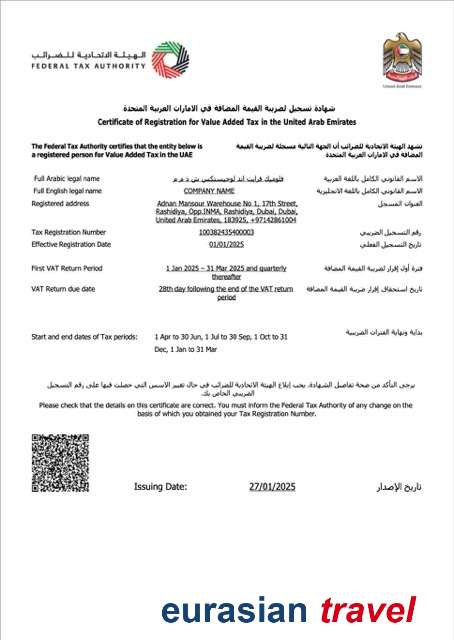 الهيئة الاتحادية للضرائب
FEDERAL TAX AUTHORITY
UNITED ARAB EMIRATES
شهادة تسجيل لضريبة القيمة المضافة في الامارات العربية المتحدة
Certificate of Registration for Value Added Tax in the United Arab Emirates
The Federal Tax Authority certifies that the entity below is
a registered person for Value Added Tax in the UAE
تشهد الهيئة الاتحادية للضرائب أن الجهة التالية مسجلة لضريبة القيمة
المضافة في الامارات العربية المتحدة
Full Arabic legal name فلوميك فرايت اند لوجيستكس ش ذ م م الاسم القانوني الكامل باللغة العربية
Full English legal name COMPANY NAME الاسم القانوني الكامل باللغة الانجليزية
Registered address Adnan Mansour Warehouse No 1, 17th Street, العنوان المسجل
Rashidiya, Opp.INMA, Rashidiya, Dubai, Dubai,
United Arab Emirates, 183925, +97142861004
Tax Registration Number 100382435400003 رقم التسجيل الضريبي
Effective Registration Date 01/01/2025 تاريخ التسجيل الفعلي
First VAT Return Period 1 Jan 2025 – 31 Mar 2025 and quarterly فترة أول إقرار لضريبة القيمة المضافة
thereafter
VAT Return due date 28th day following the end of the VAT return تاريخ استحقاق إقرار ضريبة القيمة المضافة
period
Start and end dates of Tax periods: 1 Apr to 30 Jun, 1 Jul to 30 Sep, 1 Oct to 31 بداية ونهاية الفترات الضريبية
Dec, 1 Jan to 31 Mar
يرجى التأكد من صحة تفاصيل الشهادة. يجب إبلاغ الهيئة الاتحادية للضرائب في حال تغيير الاسس التي حصلت فيها على رقم التسجيل
الضريبي الخاص بك.
Please check that the details on this certificate are correct. You must inform the Federal Tax Authority of any change on the
basis of which you obtained your Tax Registration Number.
Issuing Date: 27/01/2025 تاريخ الإصدار
eurasian travel